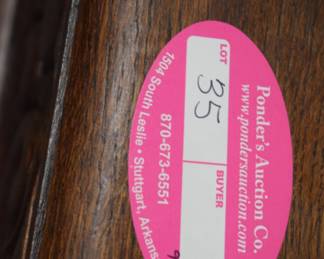 Ponder's Auction Co.
www.pondersauction.com
LOT BUYER
35
870-673-6551
1504 South Leslie • Stuttgart, Arkans